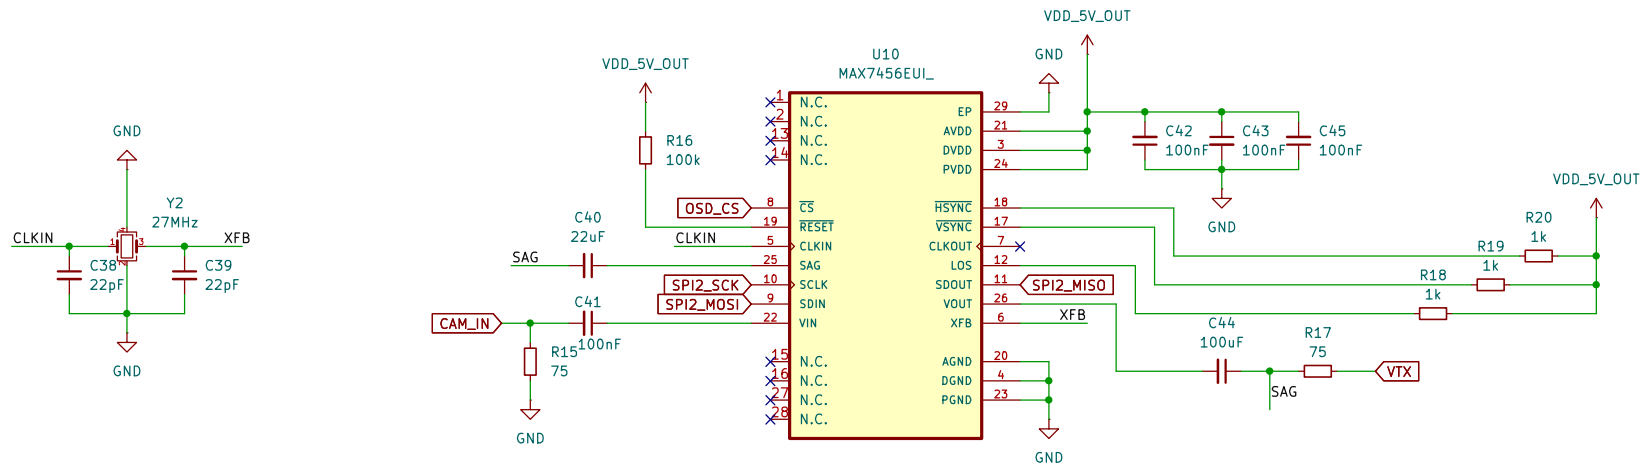 GND
Y2
27MHz
CLKIN
1
4
3
2
XFB
C38
22pF
C39
22pF
GND
VDD_5V_OUT
R16
100k
OSD_CS
CLKIN
C40
22uF
SAG
SPI2_SCK
SPI2_MOSI
C41
100nF
CAM_IN
R15
75
GND
U10
MAX7456EUI_
1 N.C.
2 N.C.
13 N.C.
14 N.C.
8 CS
19 RESET
5 CLKIN
25 SAG
10 SCLK
9 SDIN
22 VIN
15 N.C.
16 N.C.
27 N.C.
28 N.C.
EP 29
AVDD 21
DVDD 3
PVDD 24
HSYNC 18
VSYNC 17
CLKOUT 7
LOS 12
SDOUT 11
VOUT 26
XFB 6
AGND 20
DGND 4
PGND 23
GND
VDD_5V_OUT
C42
100nF
C43
100nF
C45
100nF
GND
VDD_5V_OUT
R20
1k
R19
1k
R18
1k
SPI2_MISO
XFB
C44
100uF
R17
75
VTX
SAG
GND